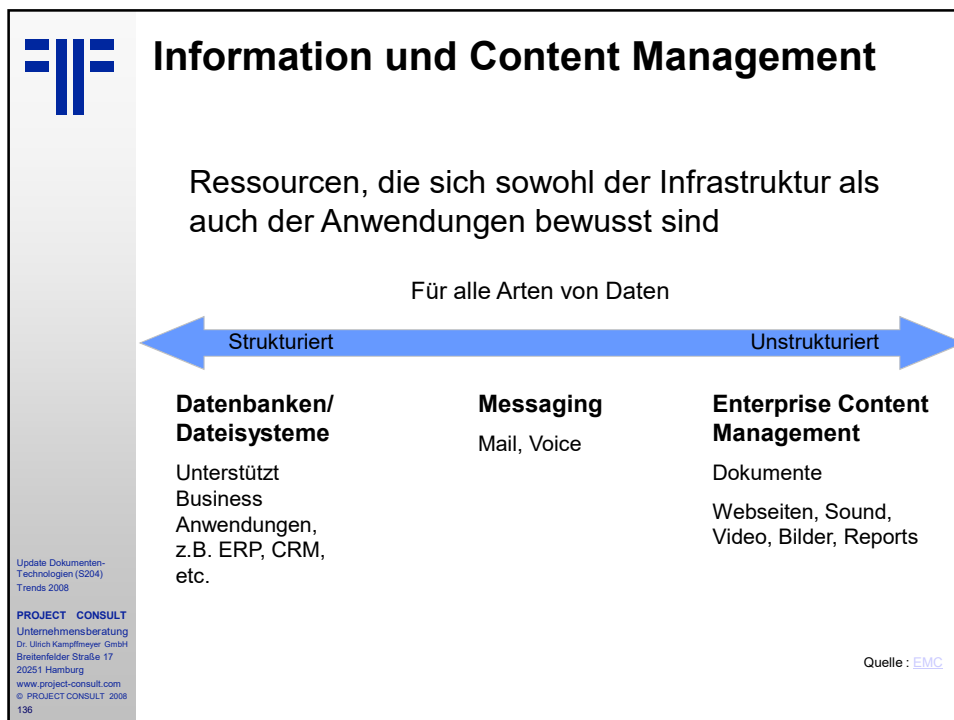 Information und Content Management
Ressourcen, die sich sowohl der Infrastruktur als
auch der Anwendungen bewusst sind
Für alle Arten von Daten
Strukturiert
Unstrukturiert
Datenbanken/
Dateisysteme
Unterstützt
Business
Anwendungen,
z.B. ERP, CRM,
etc.
Messaging
Mail, Voice
Enterprise Content
Management
Dokumente
Webseiten, Sound,
Video, Bilder, Reports
Quelle : EMC
Update Dokumenten-
Technologien (S204)
Trends 2008
PROJECT CONSULT
Unternehmensberatung
Dr. Ulrich Kampffmeyer GmbH
Breitenfelder Straße 17
20251 Hamburg
www.project-consult.com
© PROJECT CONSULT 2008
136